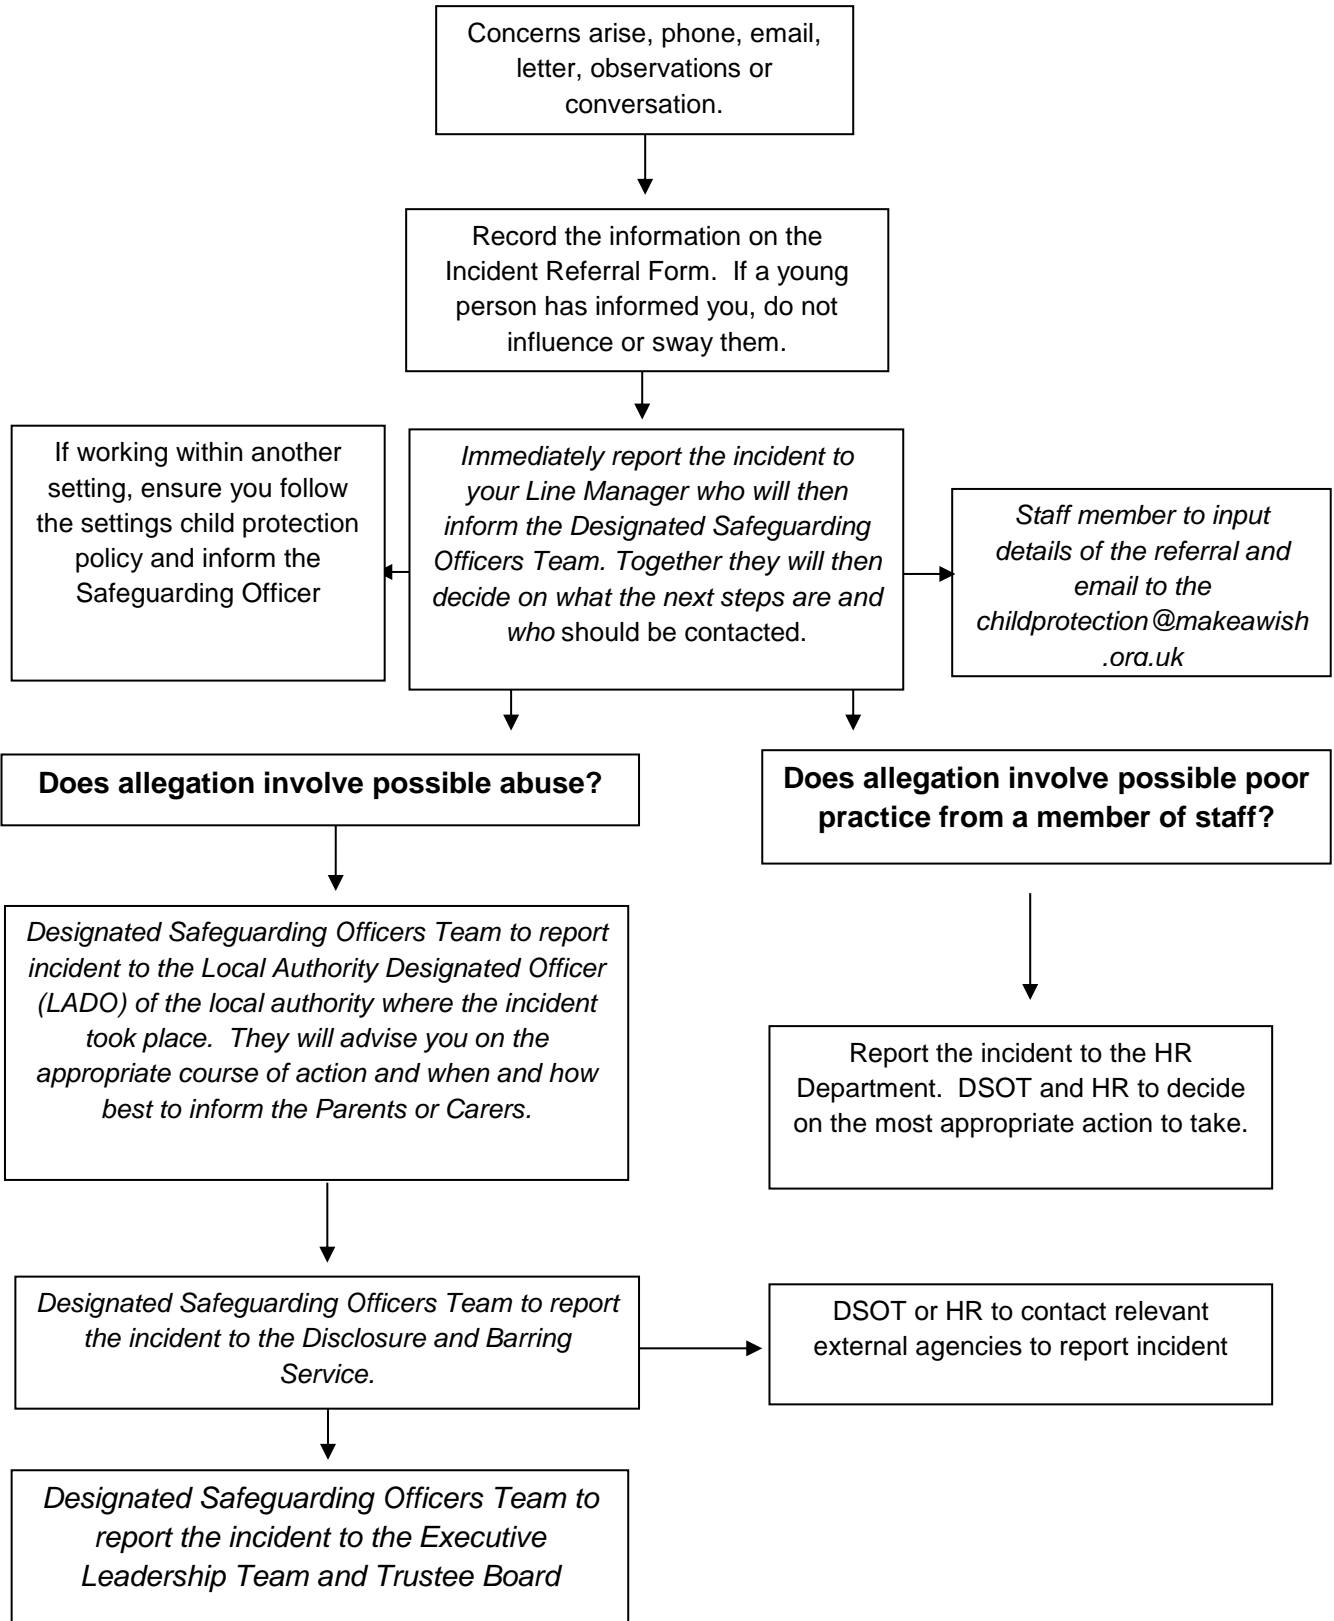 Concerns arise, phone, email,
letter, observations or
conversation.
Record the information on the
Incident Referral Form.  If a young
person has informed you, do not
influence or sway them.
If working within another
setting, ensure you follow
the settings child protection
policy and inform the
Safeguarding Officer
Immediately report the incident to
your Line Manager who will then
inform the Designated Safeguarding
Officers Team. Together they will then
decide on what the next steps are and
who should be contacted.
Staff member to input
details of the referral and
email to the
childprotection@makeawish
.org.uk
Does allegation involve possible abuse?
Does allegation involve possible poor
practice from a member of staff?
Designated Safeguarding Officers Team to report
incident to the Local Authority Designated Officer
(LADO) of the local authority where the incident
took place.  They will advise you on the
appropriate course of action and when and how
best to inform the Parents or Carers.
Report the incident to the HR
Department.  DSOT and HR to decide
on the most appropriate action to take.
Designated Safeguarding Officers Team to report
the incident to the Disclosure and Barring
Service.
DSOT or HR to contact relevant
external agencies to report incident
Designated Safeguarding Officers Team to
report the incident to the Executive
Leadership Team and Trustee Board